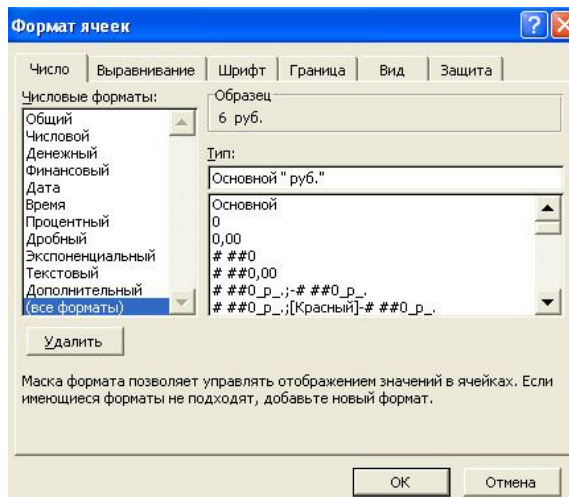 Формат ячеек
Число Выравнивание Шрифт Граница Вид Защита
Числовые форматы:
Общий
Числовой
Денежный
Финансовый
Дата
Время
Процентный
Дробный
Экспоненциальный
Текстовый
Дополнительный
(все форматы)
Образец
6 руб.
Тип:
Основной " руб."
Основной
0
0,00
# ##0
# ##0,00
# ##0_р_.;-# ##0_р_.
# ##0_р_.;[Красный]-# ##0_р_.
Удалить
Маска формата позволяет управлять отображением значений в ячейках. Если
имеющиеся форматы не подходят, добавьте новый формат.
ОК Отмена